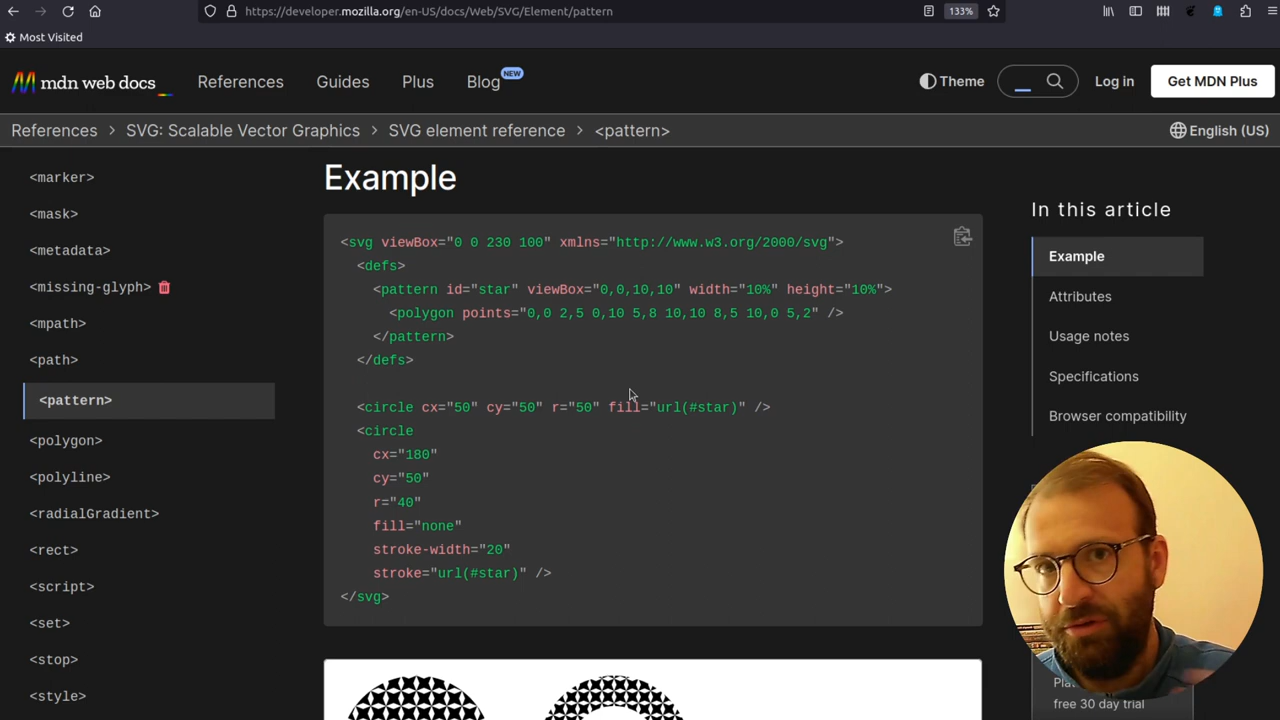 https://developer.mozilla.org/en-US/docs/Web/SVG/Element/pattern
133%
Most Visited
mdn web docs
References
Guides
Plus
Blog
NEW
Theme
Log in
Get MDN Plus
References > SVG: Scalable Vector Graphics > SVG element reference > <pattern>
English (US)
<marker>
<mask>
<metadata>
<missing-glyph>
<mpath>
<path>
<pattern>
<polygon>
<polyline>
<radialGradient>
<rect>
<script>
<set>
<stop>
<style>
Example
<svg viewBox="0 0 230 100" xmlns="http://www.w3.org/2000/svg">
<defs>
<pattern id="star" viewBox="0,0,10,10" width="10%" height="10%">
<polygon points="0,0 2,5 0,10 5,8 10,10 8,5 10,0 5,2" />
</pattern>
</defs>
<circle cx="50" cy="50" r="50" fill="url(#star)" />
<circle
cx="180"
cy="50"
r="40"
fill="none"
stroke-width="20"
stroke="url(#star)" />
</svg>
In this article
Example
Attributes
Usage notes
Specifications
Browser compatibility
free 30 day trial